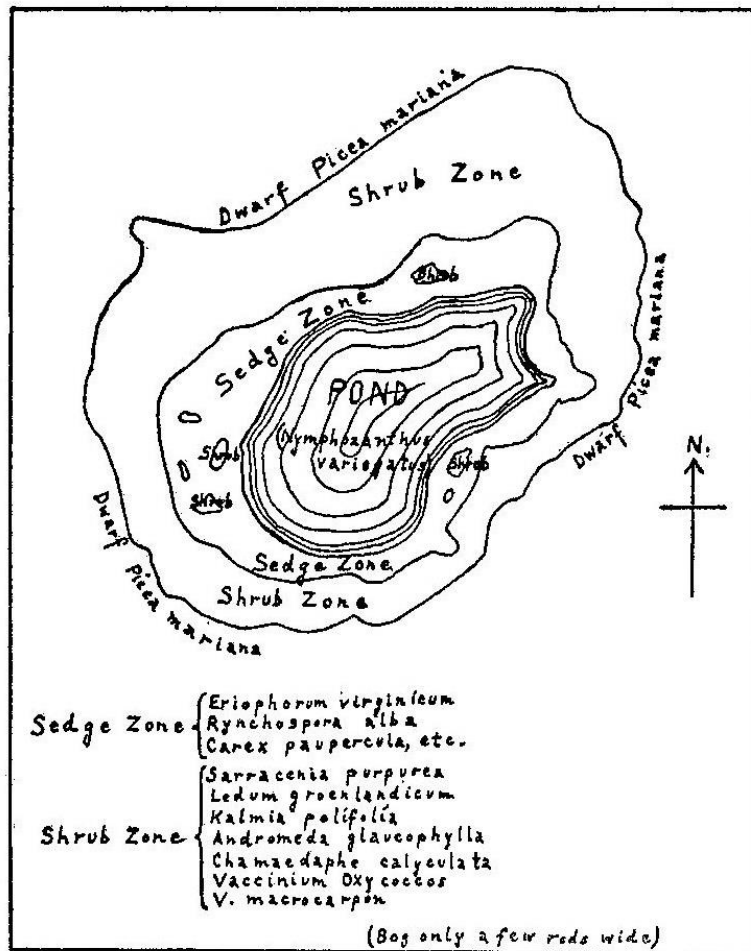 Dwarf Picea mariana
Shrub Zone
Shrub
Sedge Zone
Dwarf Picea mariana
POND
(Nymphozanthus
variegatus)
Shrub
Shrub
Shrub
N.
Dwarf Picea mariana
Sedge Zone
Shrub Zone
Sedge Zone
Eriophorum virginicum
Rynchospora alba
Carex paupercula, etc.
Shrub Zone
Sarracenia purpurea
Ledum groenlandicum
Kalmia polifolia
Andromeda glaucophylla
Chamaedaphe calyculata
Vaccinium Oxycoccos
V. macrocarpon
(Bog only a few rods wide)